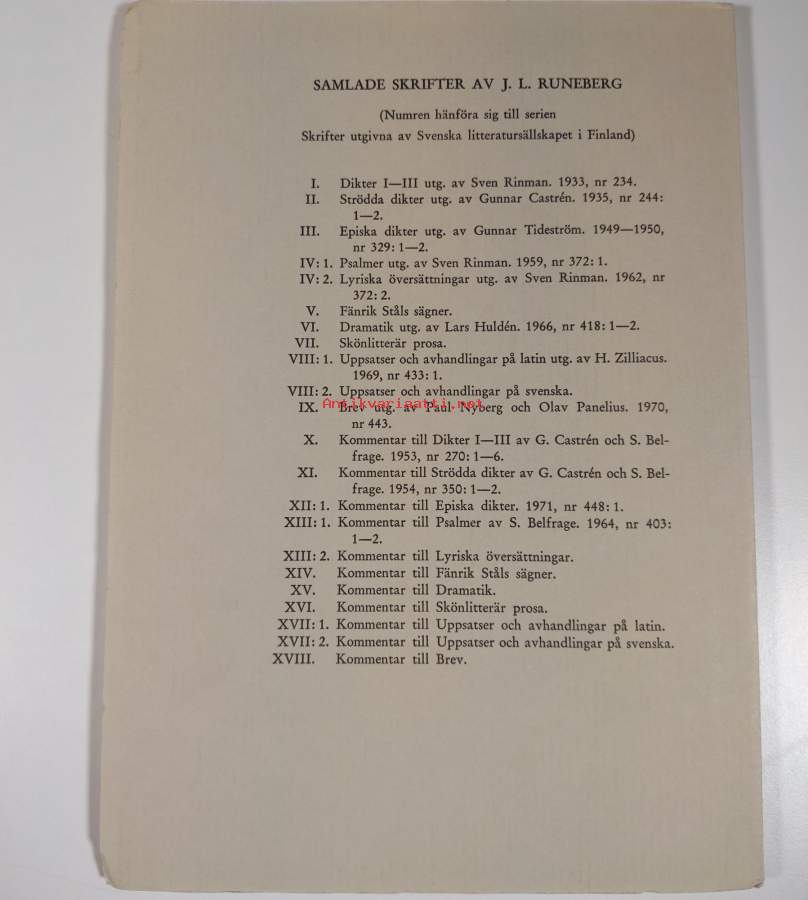 SAMLADE SKRIFTER AV J. L. RUNEBERG
(Numren hänföra sig till serien
Skrifter utgivna av Svenska litteratursällskapet i Finland)
I. Dikter I—III utg. av Sven Rinman. 1933, nr 234.
II. Strödda dikter utg. av Gunnar Castrén. 1935, nr 244:
1—2.
III. Episka dikter utg. av Gunnar Tideström. 1949—1950,
nr 329: 1—2.
IV: 1. Psalmer utg. av Sven Rinman. 1959, nr 372: 1.
IV: 2. Lyriska översättningar utg. av Sven Rinman. 1962, nr
372: 2.
V. Fänrik Ståls sägner.
VI. Dramatik utg. av Lars Huldén. 1966, nr 418: 1—2.
VII. Skönlitterär prosa.
VIII: 1. Uppsatser och avhandlingar på latin utg. av H. Zilliacus.
1969, nr 433: 1.
VIII: 2. Uppsatser och avhandlingar på svenska.
Antikvariaatti.net
IX. Brev utg. av Paul Nyberg och Olav Panelius. 1970,
nr 443.
X. Kommentar till Dikter I—III av G. Castrén och S. Bel-
frage. 1953, nr 270: 1—6.
XI. Kommentar till Strödda dikter av G. Castrén och S. Bel-
frage. 1954, nr 350: 1—2.
XII: 1. Kommentar till Episka dikter. 1971, nr 448: 1.
XIII: 1. Kommentar till Psalmer av S. Belfrage. 1964, nr 403:
1—2.
XIII: 2. Kommentar till Lyriska översättningar.
XIV. Kommentar till Fänrik Ståls sägner.
XV. Kommentar till Dramatik.
XVI. Kommentar till Skönlitterär prosa.
XVII: 1. Kommentar till Uppsatser och avhandlingar på latin.
XVII: 2. Kommentar till Uppsatser och avhandlingar på svenska.
XVIII. Kommentar till Brev.